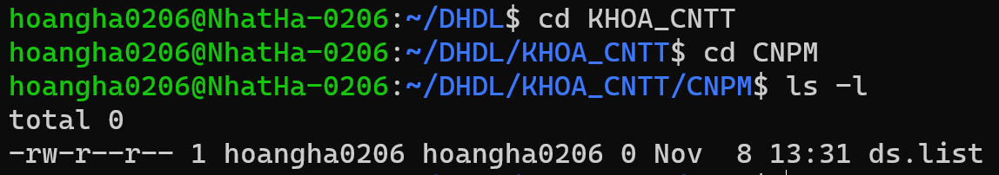 hoangha0206@NhatHa-0206:~/DHDL$ cd KHOA_CNTT
hoangha0206@NhatHa-0206:~/DHDL/KHOA_CNTT$ cd CNPM
hoangha0206@NhatHa-0206:~/DHDL/KHOA_CNTT/CNPM$ ls -l
total 0
-rw-r--r-- 1 hoangha0206 hoangha0206 0 Nov  8 13:31 ds.list